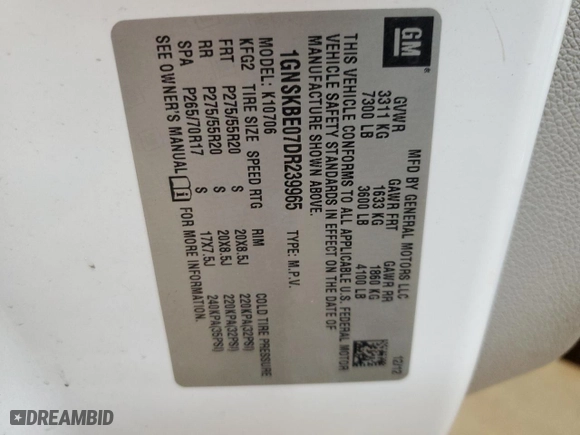 GM
MFD BY GENERAL MOTORS LLC
12/12
GVWR GAWR FRT GAWR RR
3311 KG 1633 KG 1860 KG
7300 LB 3600 LB 4100 LB
THIS VEHICLE CONFORMS TO ALL APPLICABLE U.S. FEDERAL MOTOR
VEHICLE SAFETY STANDARDS IN EFFECT ON THE DATE OF
MANUFACTURE SHOWN ABOVE.
1GNSKBE07DR239965 TYPE: M.P.V.
MODEL: K10706
KFG2 TIRE SIZE SPEED RTG RIM COLD TIRE PRESSURE
FRT P275/55R20 S 20X8.5J 220KPA(32PSI)
RR P275/55R20 S 20X8.5J 220KPA(32PSI)
SPA P265/70R17 S 17X7.5J 240KPA(35PSI)
SEE OWNER'S MANUAL FOR MORE INFORMATION.
DREAMBID